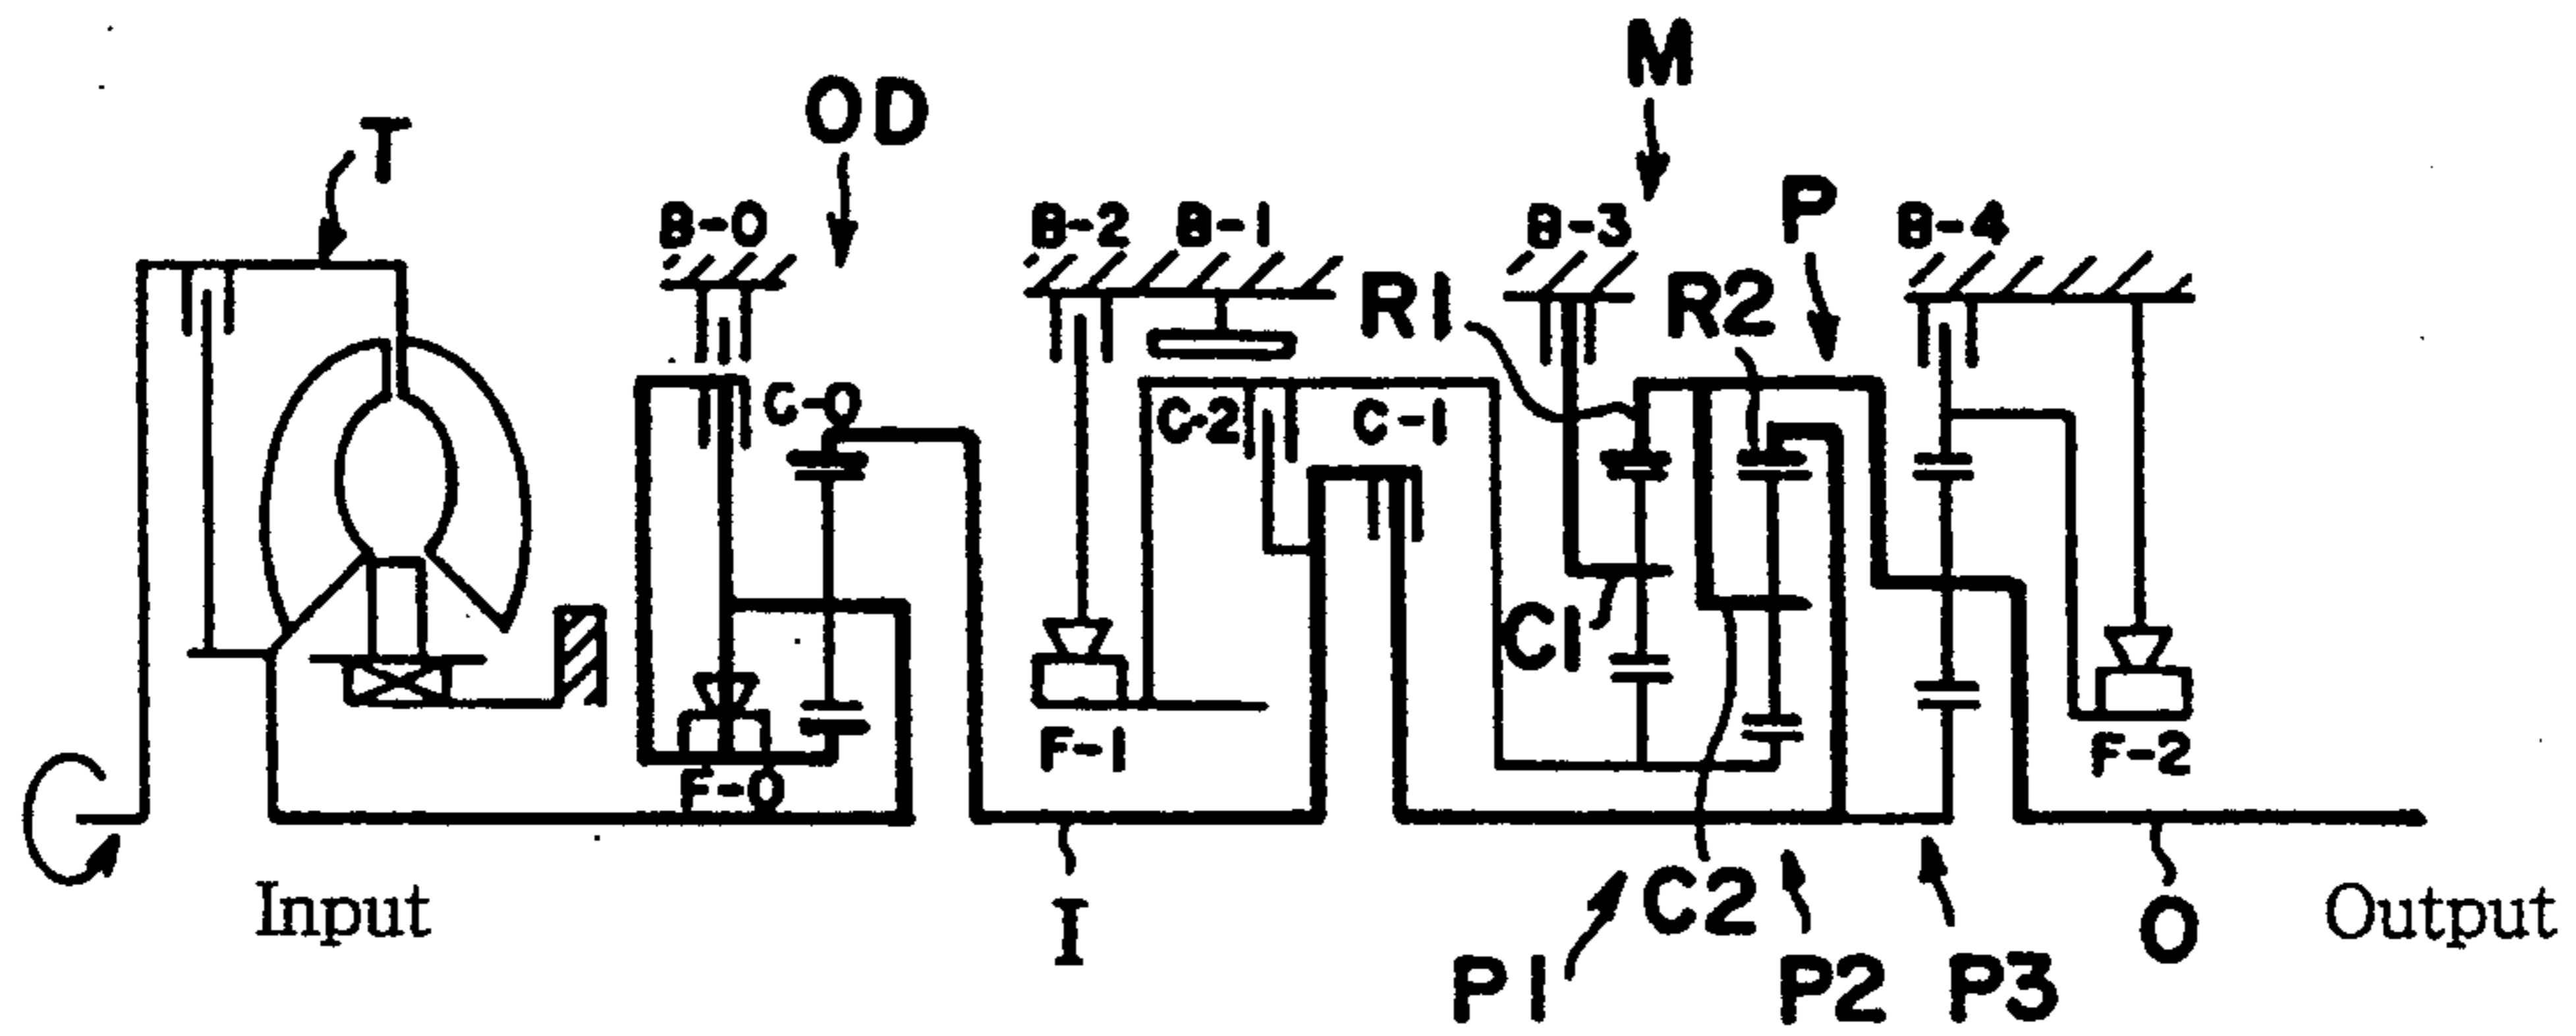 M
OD
T
P
B-0
B-2
B-1
B-3
B-4
R1
R2
C-0
C-2
C-1
C1
F-1
F-2
F-0
Input
I
C2
O
Output
P1
P2
P3